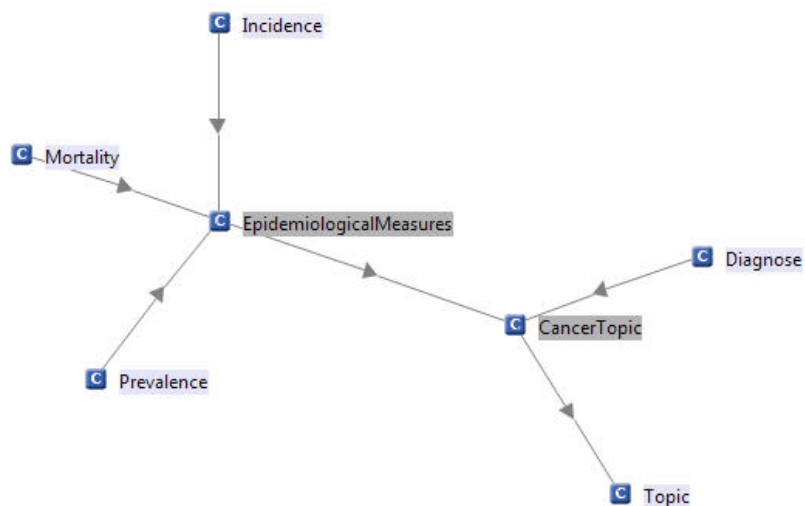 Incidence
Mortality
EpidemiologicalMeasures
Diagnose
CancerTopic
Prevalence
Topic